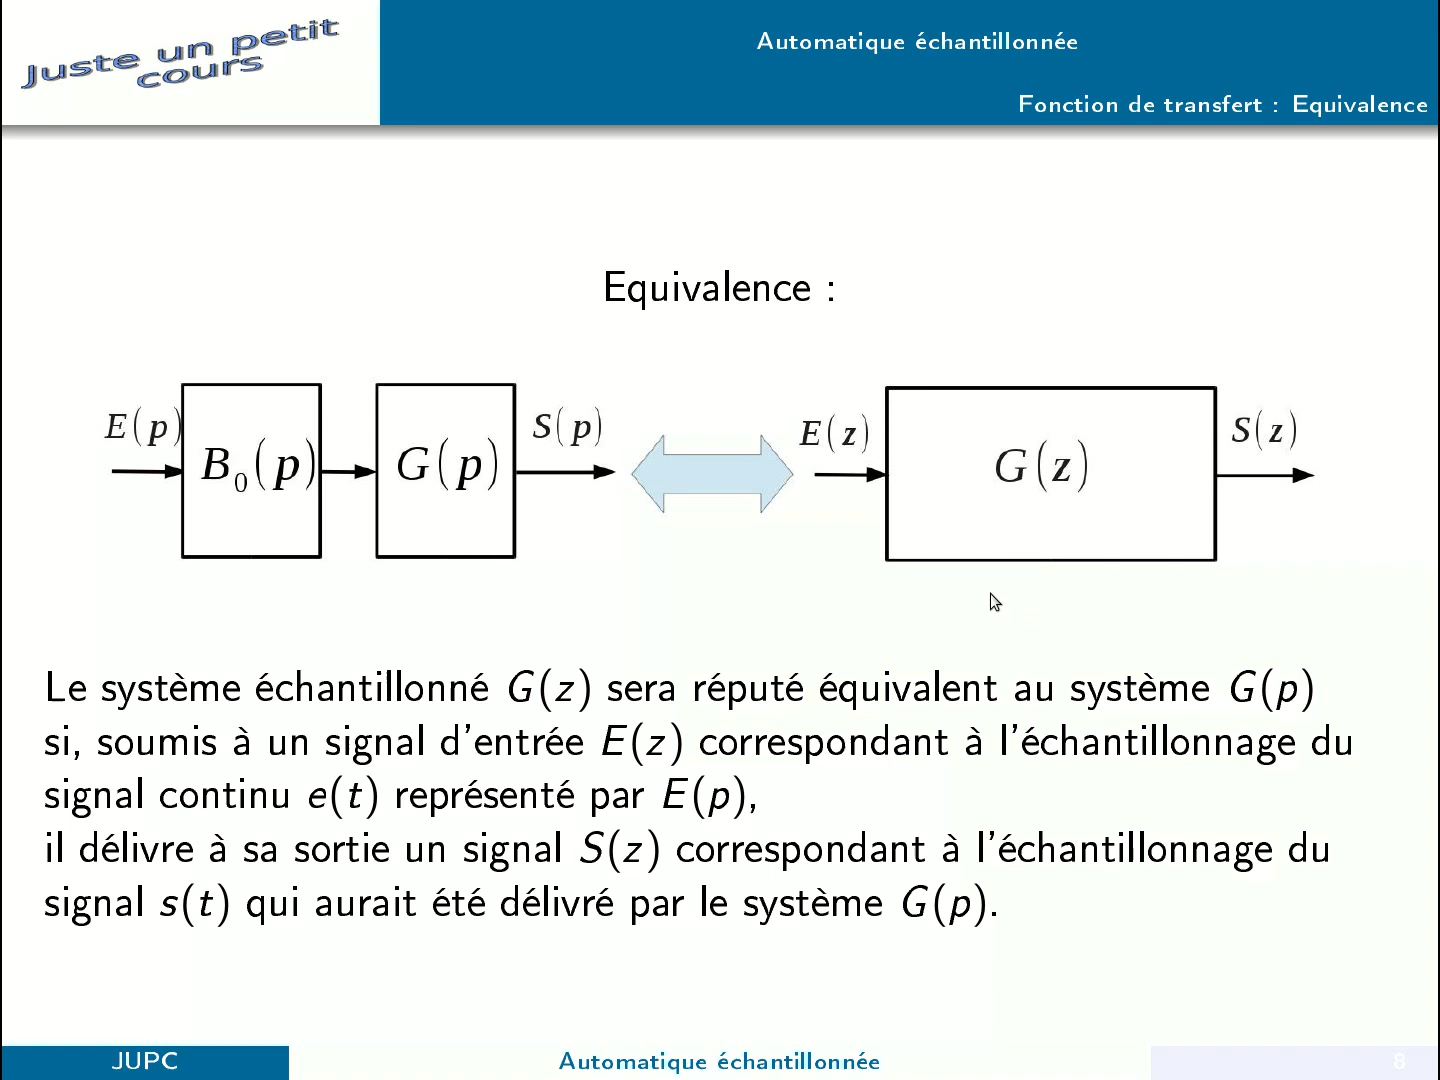 Juste un petit
cours
Automatique échantillonnée
Fonction de transfert : Equivalence
Equivalence :
E(p)
B₀(p)
G(p)
S(p)
E(z)
G(z)
S(z)
Le système échantillonné G(z) sera réputé équivalent au système G(p)
si, soumis à un signal d'entrée E(z) correspondant à l'échantillonnage du
signal continu e(t) représenté par E(p),
il délivre à sa sortie un signal S(z) correspondant à l'échantillonnage du
signal s(t) qui aurait été délivré par le système G(p).
JUPC
Automatique échantillonnée
8